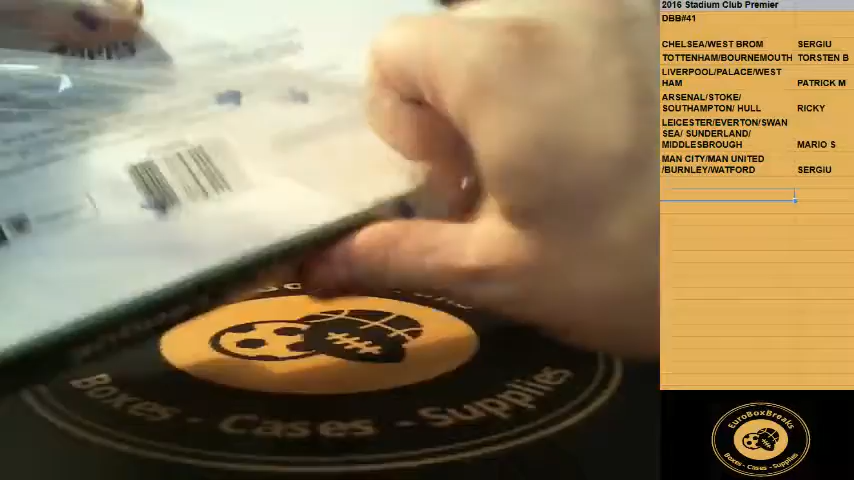 2016 Stadium Club Premier
DBB#41
CHELSEA/WEST BROM SERGIU
TOTTENHAM/BOURNEMOUTH TORSTEN B
LIVERPOOL/PALACE/WEST
HAM PATRICK M
ARSENAL/STOKE/
SOUTHAMPTON/ HULL RICKY
LEICESTER/EVERTON/SWAN
SEA/ SUNDERLAND/
MIDDLESBROUGH MARIO S
MAN CITY/MAN UNITED
/BURNLEY/WATFORD SERGIU
Boxes - Cases - Supplies
EuroBoxBreaks
Boxes - Cases - Supplies